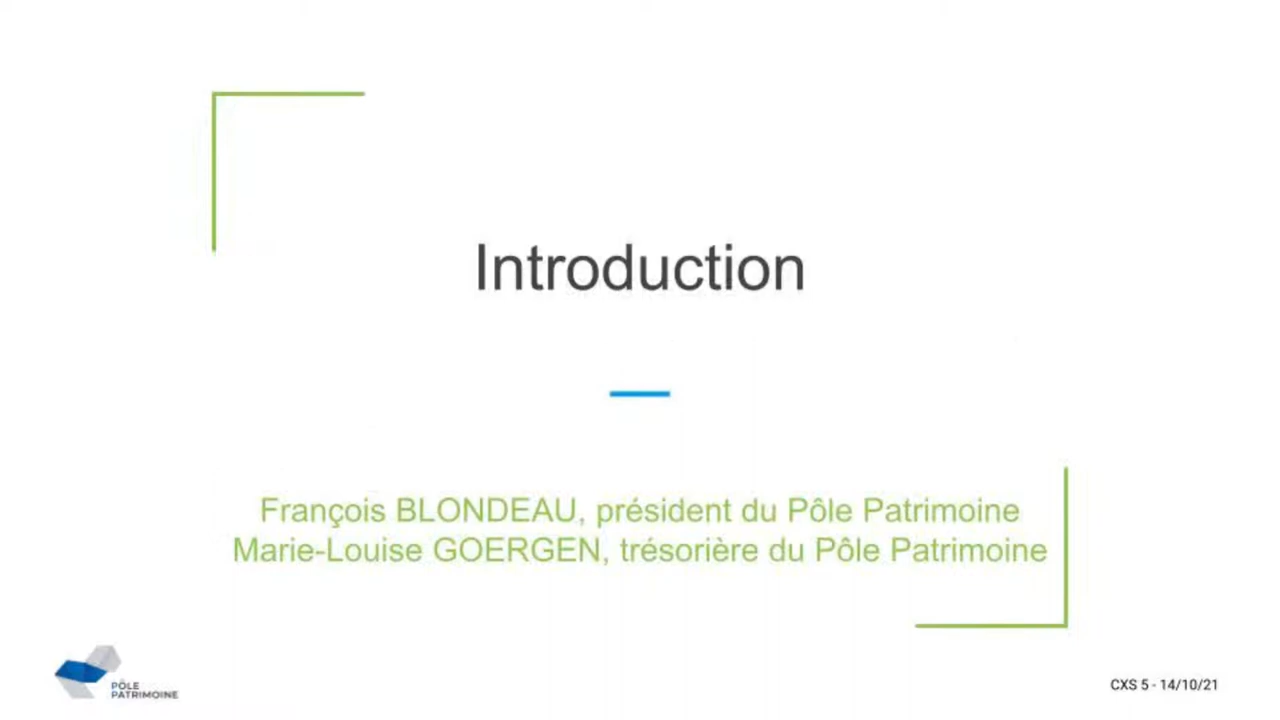 Introduction
François BLONDEAU, président du Pôle Patrimoine
Marie-Louise GOERGEN, trésorière du Pôle Patrimoine
PÔLE
PATRIMOINE
CXS 5 - 14/10/21